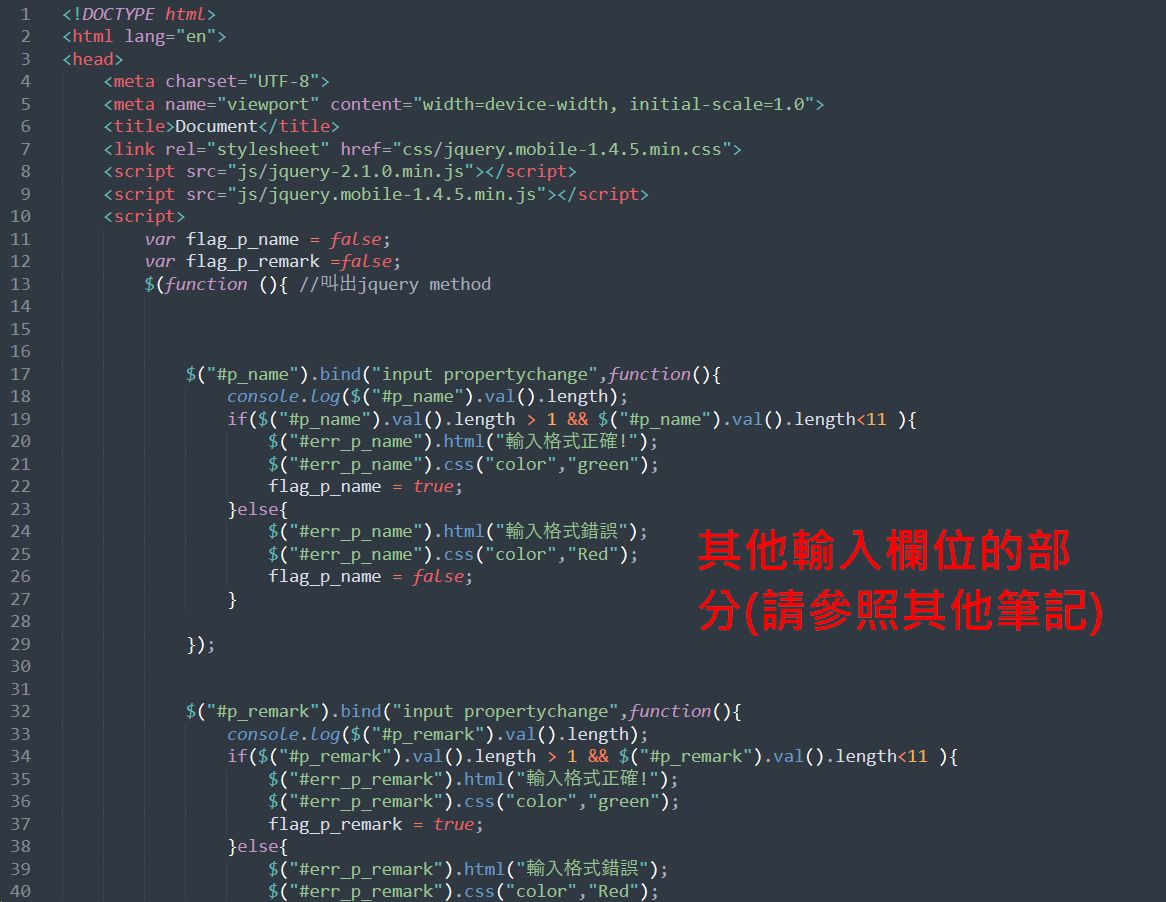 1 <!DOCTYPE html>
2 <html lang="en">
3 <head>
4 <meta charset="UTF-8">
5 <meta name="viewport" content="width=device-width, initial-scale=1.0">
6 <title>Document</title>
7 <link rel="stylesheet" href="css/jquery.mobile-1.4.5.min.css">
8 <script src="js/jquery-2.1.0.min.js"></script>
9 <script src="js/jquery.mobile-1.4.5.min.js"></script>
10 <script>
11 var flag_p_name = false;
12 var flag_p_remark =false;
13 $(function (){ //叫出jquery method
14
15
16
17 $("#p_name").bind("input propertychange",function(){
18 console.log($("#p_name").val().length);
19 if($("#p_name").val().length > 1 && $("#p_name").val().length<11 ){
20 $("#err_p_name").html("輸入格式正確!");
21 $("#err_p_name").css("color","green");
22 flag_p_name = true;
23 }else{
24 $("#err_p_name").html("輸入格式錯誤");
25 $("#err_p_name").css("color","Red");
26 flag_p_name = false;
27 }
28
29 });
30
31
32 $("#p_remark").bind("input propertychange",function(){
33 console.log($("#p_remark").val().length);
34 if($("#p_remark").val().length > 1 && $("#p_remark").val().length<11 ){
35 $("#err_p_remark").html("輸入格式正確!");
36 $("#err_p_remark").css("color","green");
37 flag_p_remark = true;
38 }else{
39 $("#err_p_remark").html("輸入格式錯誤");
40 $("#err_p_remark").css("color","Red");
其他輸入欄位的部
分(請參照其他筆記)